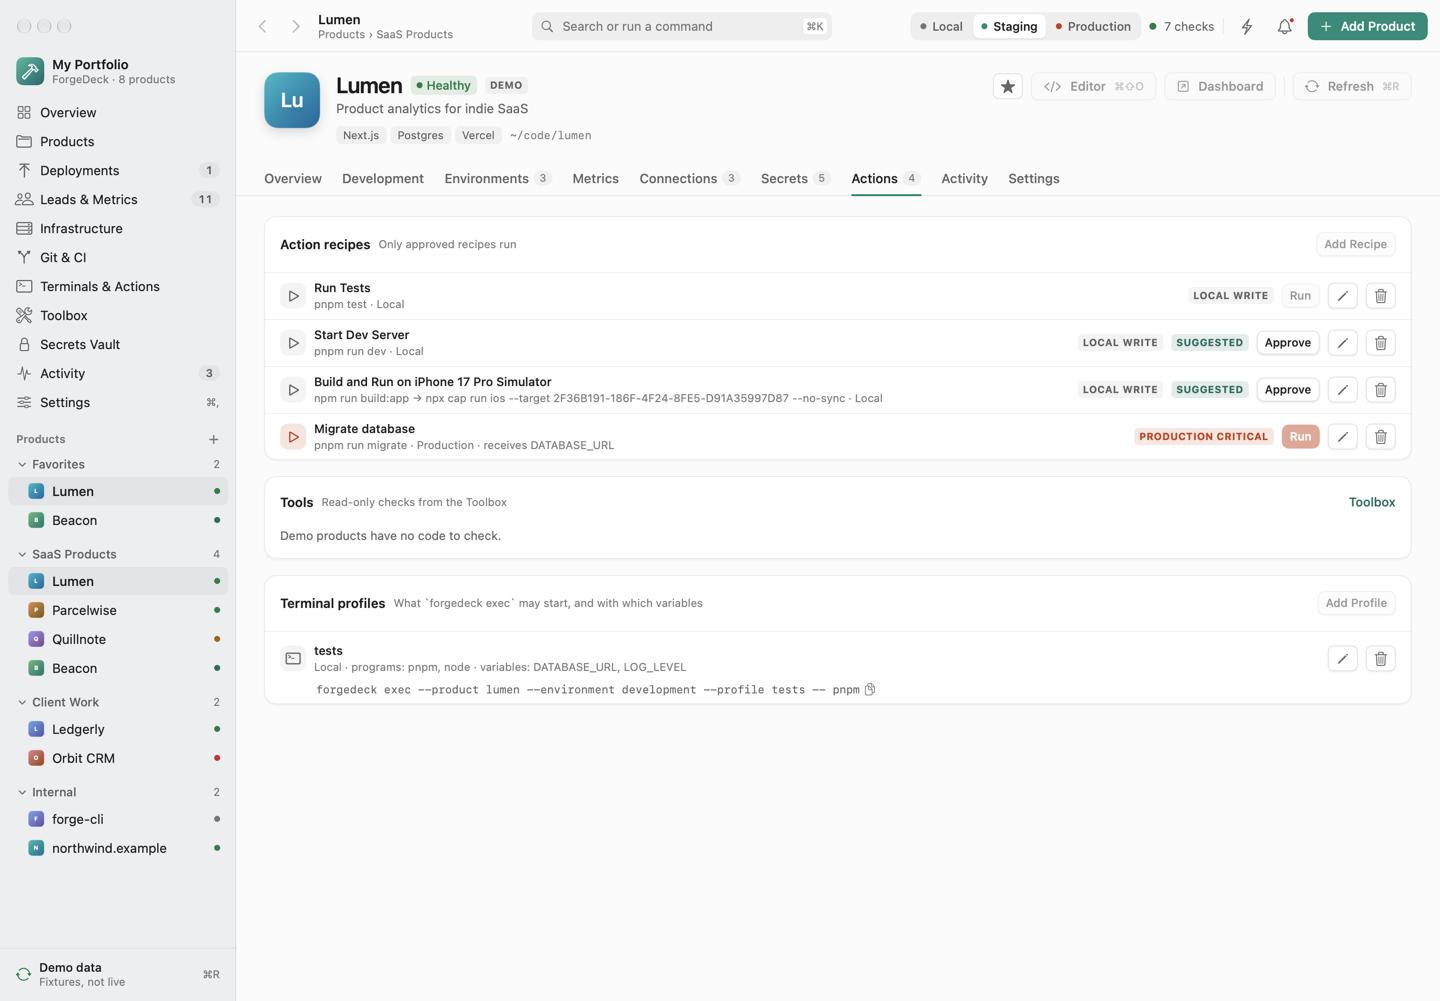 My Portfolio
ForgeDeck · 8 products
Overview
Products
Deployments 1
Leads & Metrics 11
Infrastructure
Git & CI
Terminals & Actions
Toolbox
Secrets Vault
Activity 3
Settings ⌘,
Products +
Favorites 2
L Lumen
B Beacon
SaaS Products 4
L Lumen
P Parcelwise
Q Quillnote
B Beacon
Client Work 2
L Ledgerly
O Orbit CRM
Internal 2
F forge-cli
N northwind.example
Demo data ⌘R
Fixtures, not live
Lumen
Products › SaaS Products
Search or run a command ⌘K
Local Staging Production 7 checks
+ Add Product
Lu
Lumen Healthy DEMO
Product analytics for indie SaaS
Next.js Postgres Vercel ~/code/lumen
Editor ⌘⇧O Dashboard Refresh ⌘R
Overview Development Environments 3 Metrics Connections 3 Secrets 5 Actions 4 Activity Settings
Action recipes Only approved recipes run Add Recipe
Run Tests
pnpm test · Local
LOCAL WRITE Run
Start Dev Server
pnpm run dev · Local
LOCAL WRITE SUGGESTED Approve
Build and Run on iPhone 17 Pro Simulator
npm run build:app → npx cap run ios --target 2F36B191-186F-4F24-8FE5-D91A35997D87 --no-sync · Local
LOCAL WRITE SUGGESTED Approve
Migrate database
pnpm run migrate · Production · receives DATABASE_URL
PRODUCTION CRITICAL Run
Tools Read-only checks from the Toolbox Toolbox
Demo products have no code to check.
Terminal profiles What `forgedeck exec` may start, and with which variables Add Profile
tests
Local · programs: pnpm, node · variables: DATABASE_URL, LOG_LEVEL
forgedeck exec --product lumen --environment development --profile tests -- pnpm